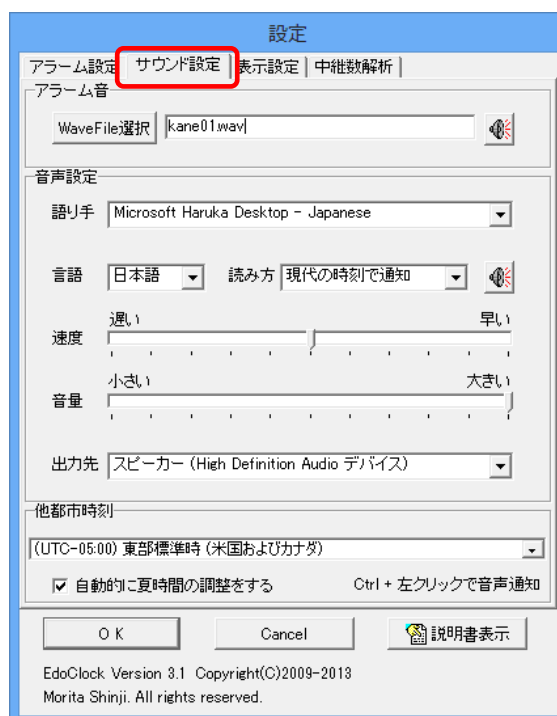 設定
アラーム設定 サウンド設定 表示設定 中継数解析
アラーム音
WaveFile選択 kane01.wav
音声設定
語り手 Microsoft Haruka Desktop - Japanese
言語 日本語 読み方 現代の時刻で通知
遅い 早い
速度
小さい 大きい
音量
出力先 スピーカー (High Definition Audio デバイス)
他都市時刻
(UTC-05:00) 東部標準時 (米国およびカナダ)
自動的に夏時間の調整をする Ctrl + 左クリックで音声通知
OK Cancel 説明書表示
EdoClock Version 3.1 Copyright(C)2009-2013
Morita Shinji. All rights reserved.